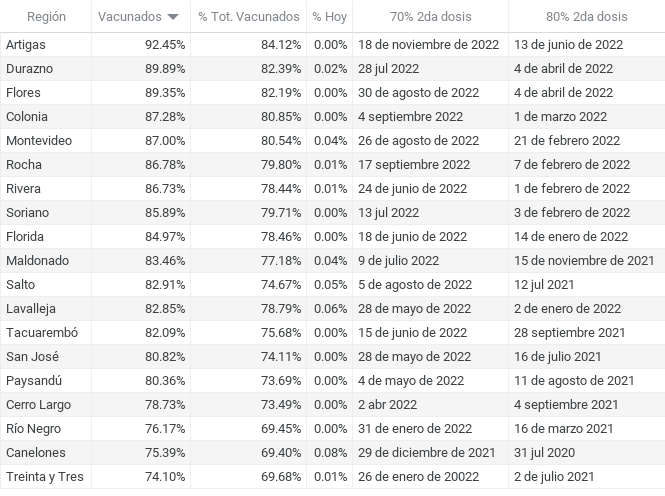 Región Vacunados % Tot. Vacunados % Hoy 70% 2da dosis 80% 2da dosis
Artigas 92.45% 84.12% 0.00% 18 de noviembre de 2022 13 de junio de 2022
Durazno 89.89% 82.39% 0.02% 28 jul 2022 4 de abril de 2022
Flores 89.35% 82.19% 0.00% 30 de agosto de 2022 4 de abril de 2022
Colonia 87.28% 80.85% 0.00% 4 septiembre 2022 1 de marzo 2022
Montevideo 87.00% 80.54% 0.04% 26 de agosto de 2022 21 de febrero 2022
Rocha 86.78% 79.80% 0.01% 17 septiembre 2022 7 de febrero de 2022
Rivera 86.73% 78.44% 0.01% 24 de junio de 2022 1 de febrero de 2022
Soriano 85.89% 79.71% 0.00% 13 jul 2022 3 de febrero de 2022
Florida 84.97% 78.46% 0.00% 18 de junio de 2022 14 de enero de 2022
Maldonado 83.46% 77.18% 0.04% 9 de julio de 2022 15 de noviembre de 2021
Salto 82.91% 74.67% 0.05% 5 de agosto de 2022 12 jul 2021
Lavalleja 82.85% 78.79% 0.06% 28 de mayo de 2022 2 de enero de 2022
Tacuarembó 82.09% 75.68% 0.00% 15 de junio de 2022 28 septiembre 2021
San José 80.82% 74.11% 0.00% 28 de mayo de 2022 16 de julio 2021
Paysandú 80.36% 73.69% 0.00% 4 de mayo de 2022 11 de agosto de 2021
Cerro Largo 78.73% 73.49% 0.00% 2 abr 2022 4 septiembre 2021
Río Negro 76.17% 69.45% 0.00% 31 de enero de 2022 16 de marzo 2021
Canelones 75.39% 69.40% 0.08% 29 de diciembre de 2021 31 jul 2020
Treinta y Tres 74.10% 69.68% 0.01% 26 de enero de 20022 2 de julio 2021